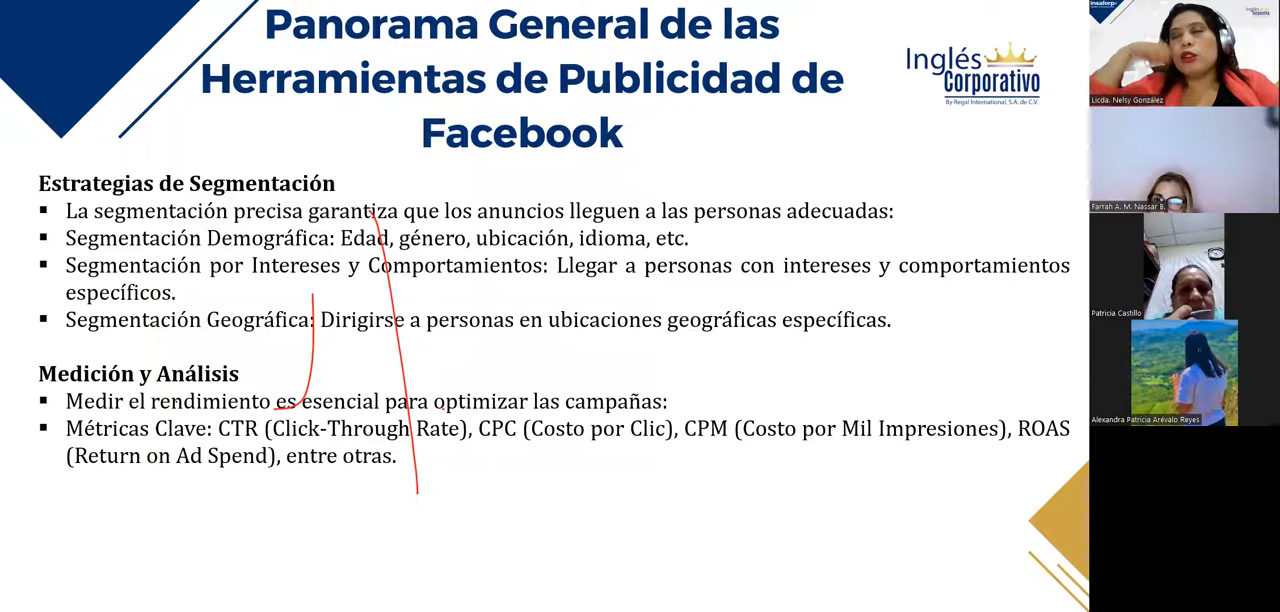 Panorama General de las
Herramientas de Publicidad de
Facebook
Inglés
Corporativo
By Regal International, S.A. de C.V.
Estrategias de Segmentación
▪ La segmentación precisa garantiza que los anuncios lleguen a las personas adecuadas:
▪ Segmentación Demográfica: Edad, género, ubicación, idioma, etc.
▪ Segmentación por Intereses y Comportamientos: Llegar a personas con intereses y comportamientos
específicos.
▪ Segmentación Geográfica: Dirigirse a personas en ubicaciones geográficas específicas.
Medición y Análisis
▪ Medir el rendimiento es esencial para optimizar las campañas:
▪ Métricas Clave: CTR (Click-Through Rate), CPC (Costo por Clic), CPM (Costo por Mil Impresiones), ROAS
(Return on Ad Spend), entre otras.
Insaforp
Licda. Nelsy González
Farrah A. M. Nassar B.
Patricia Castillo
Alexandra Patricia Arévalo Reyes